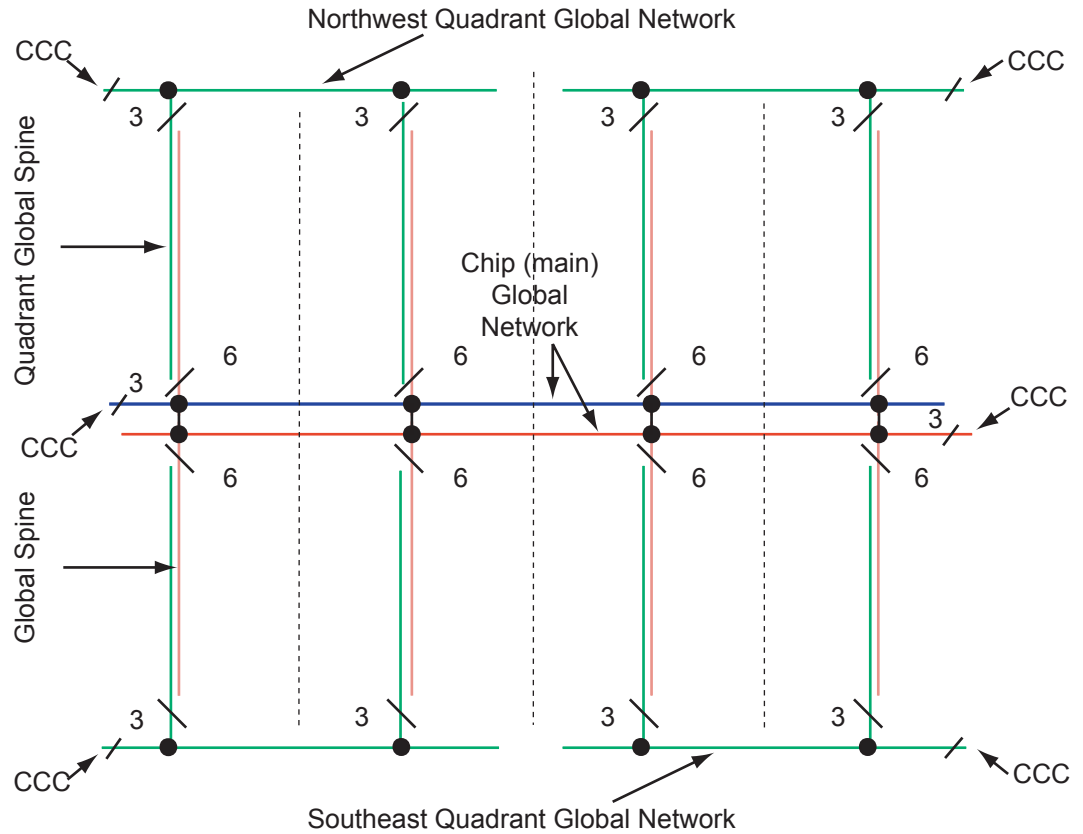 Northwest Quadrant Global Network
CCC
CCC
3
3
3
3
Quadrant Global Spine
Chip (main)
Global
Network
6
6
6
6
3
CCC
3
CCC
6
6
6
6
Global Spine
3
3
3
3
CCC
CCC
Southeast Quadrant Global Network